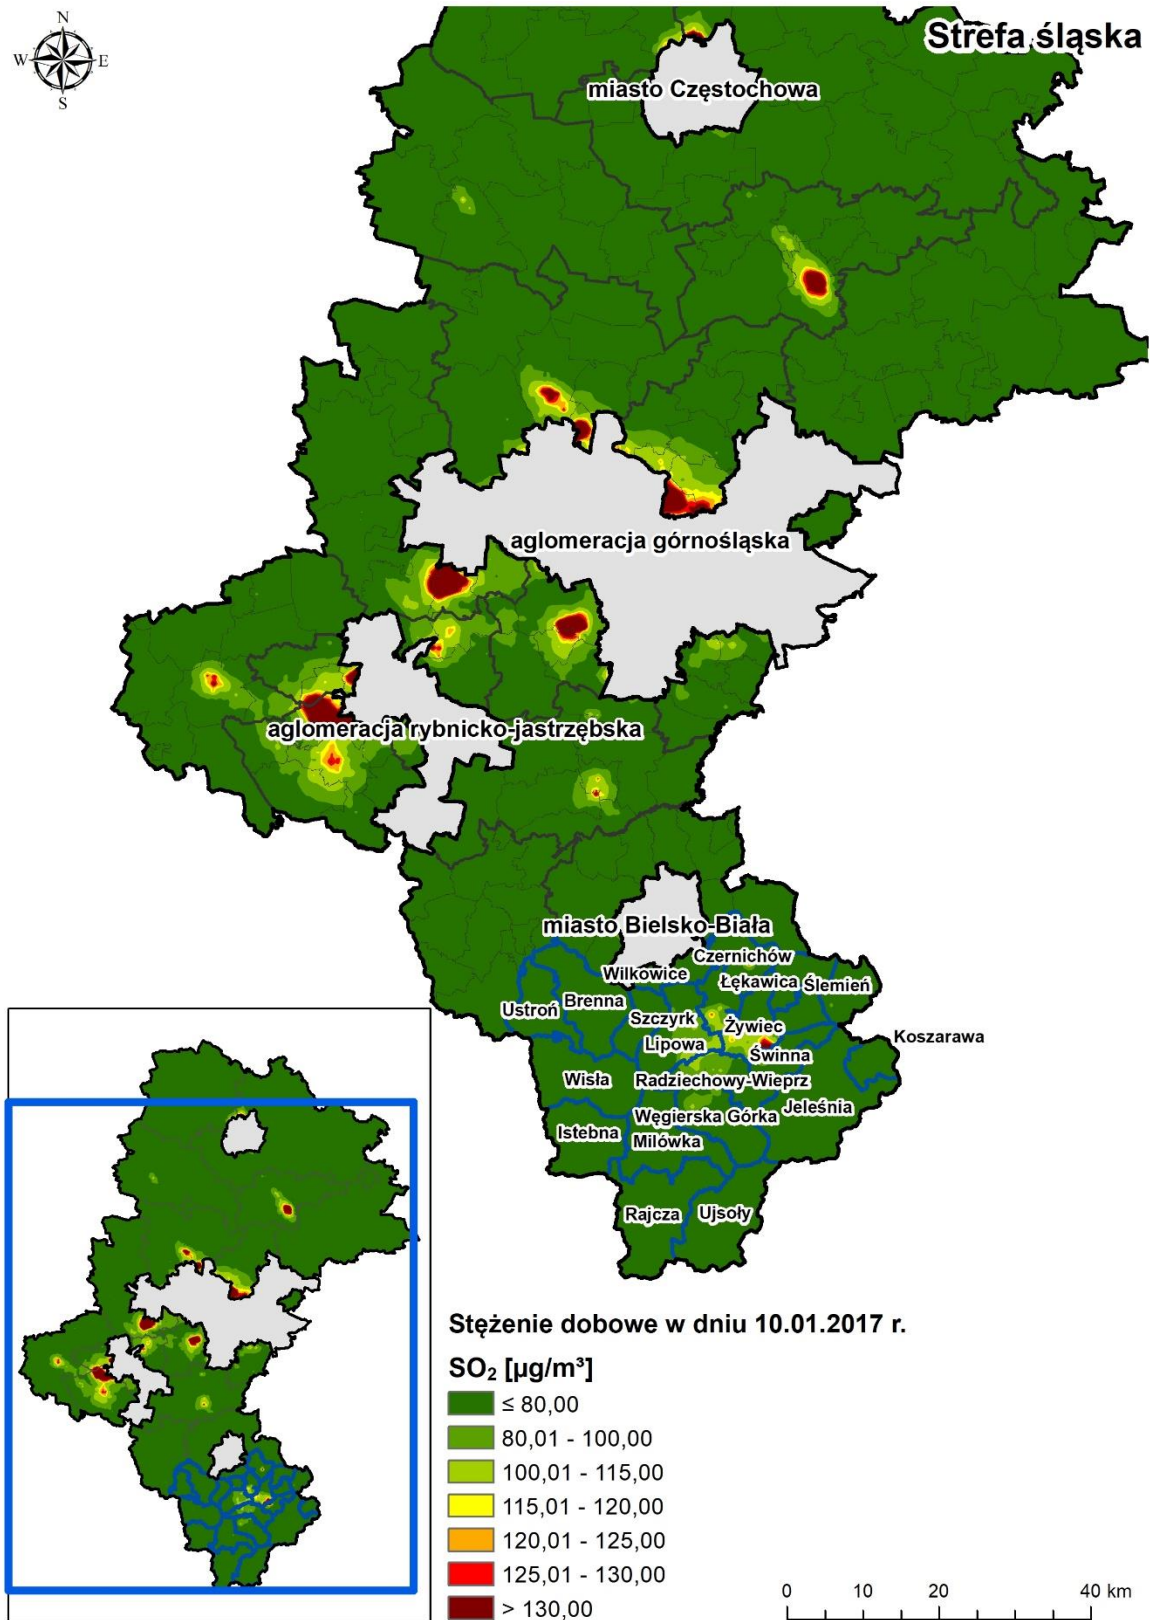 N
W E
S
Strefa śląska
miasto Częstochowa
aglomeracja górnośląska
aglomeracja rybnicko-jastrzębska
miasto Bielsko-Biała
Czernichów
Wilkowice
Łękawica Ślemień
Ustroń Brenna
Szczyrk Żywiec
Koszarawa
Lipowa
Świnna
Wisła Radziechowy-Wieprz
Jeleśnia
Węgierska Górka
Istebna Milówka
Rajcza Ujsoły
Stężenie dobowe w dniu 10.01.2017 r.
SO₂ [µg/m³]
≤ 80,00
80,01 - 100,00
100,01 - 115,00
115,01 - 120,00
120,01 - 125,00
125,01 - 130,00
> 130,00
0 10 20 40 km